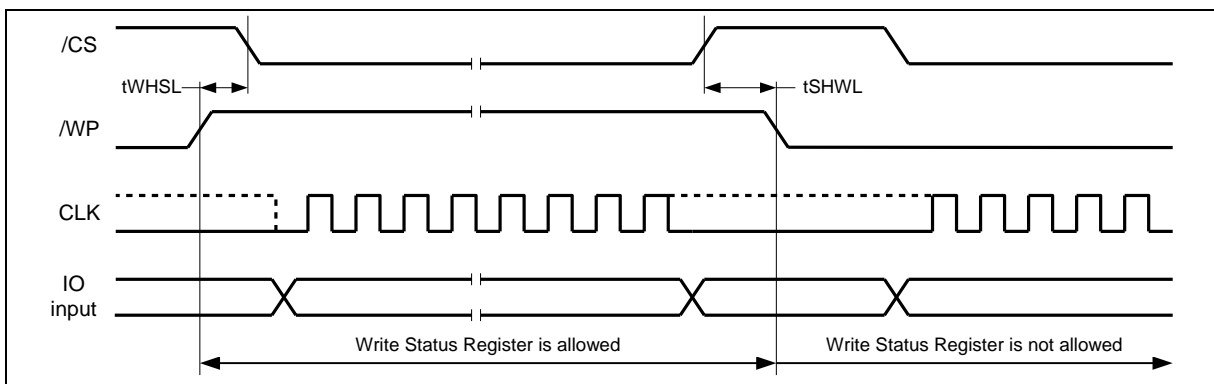 /CS
tWHSL
tSHWL
/WP
CLK
IO
input
Write Status Register is allowed
Write Status Register is not allowed